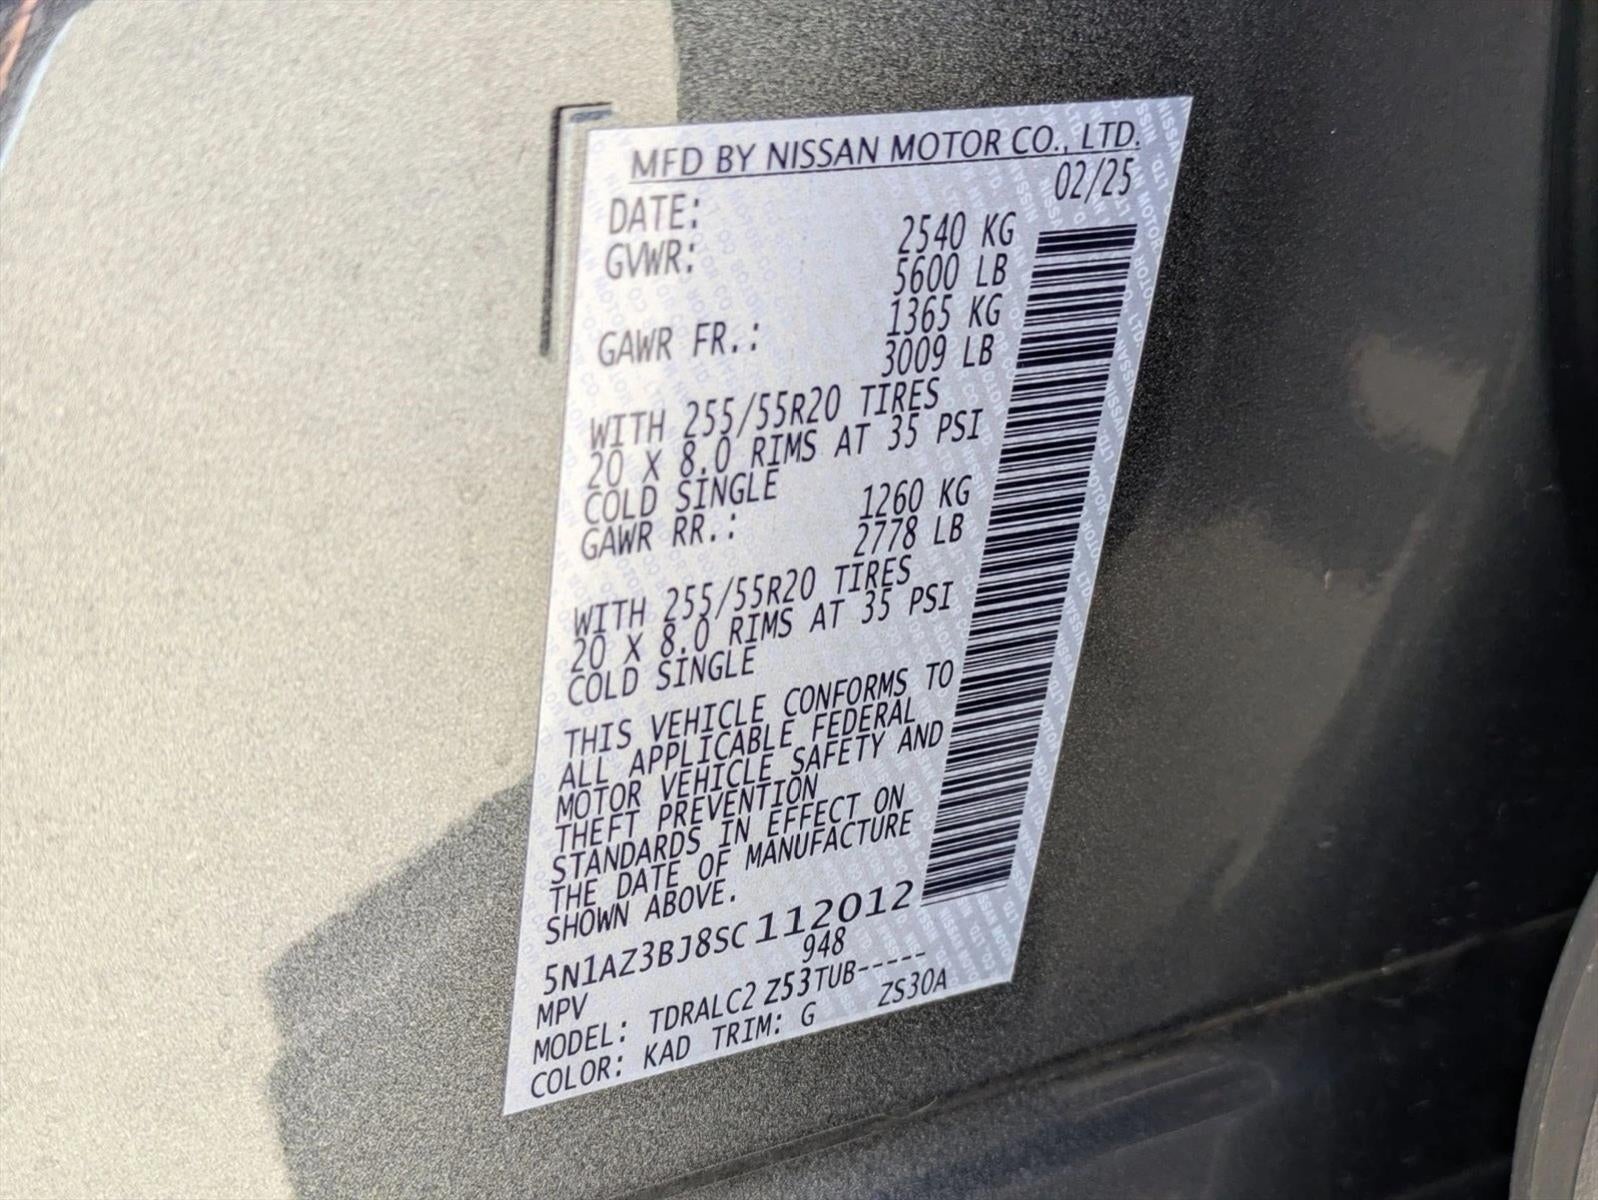 MFD BY NISSAN MOTOR CO., LTD.
DATE: 02/25
GVWR: 2540 KG
5600 LB
GAWR FR.: 1365 KG
3009 LB
WITH 255/55R20 TIRES
20 X 8.0 RIMS AT 35 PSI
COLD SINGLE
GAWR RR.: 1260 KG
2778 LB
WITH 255/55R20 TIRES
20 X 8.0 RIMS AT 35 PSI
COLD SINGLE
THIS VEHICLE CONFORMS TO
ALL APPLICABLE FEDERAL
MOTOR VEHICLE SAFETY AND
THEFT PREVENTION
STANDARDS IN EFFECT ON
THE DATE OF MANUFACTURE
SHOWN ABOVE.
5N1AZ3BJ8SC112012
MPV 948
MODEL: TDRALC2 Z53TUB-----
COLOR: KAD TRIM: G ZS30A